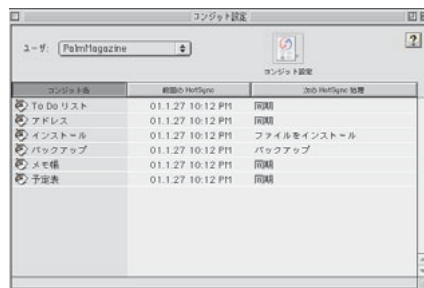 コンジット設定
ユーザ: PalmMagazine
コンジット設定
?
コンジット名 前回の HotSync 次の HotSync 処理
To Do リスト 01.1.27 10:12 PM 同期
アドレス 01.1.27 10:12 PM 同期
インストール 01.1.27 10:12 PM ファイルをインストール
バックアップ 01.1.27 10:12 PM バックアップ
メモ帳 01.1.27 10:12 PM 同期
予定表 01.1.27 10:12 PM 同期